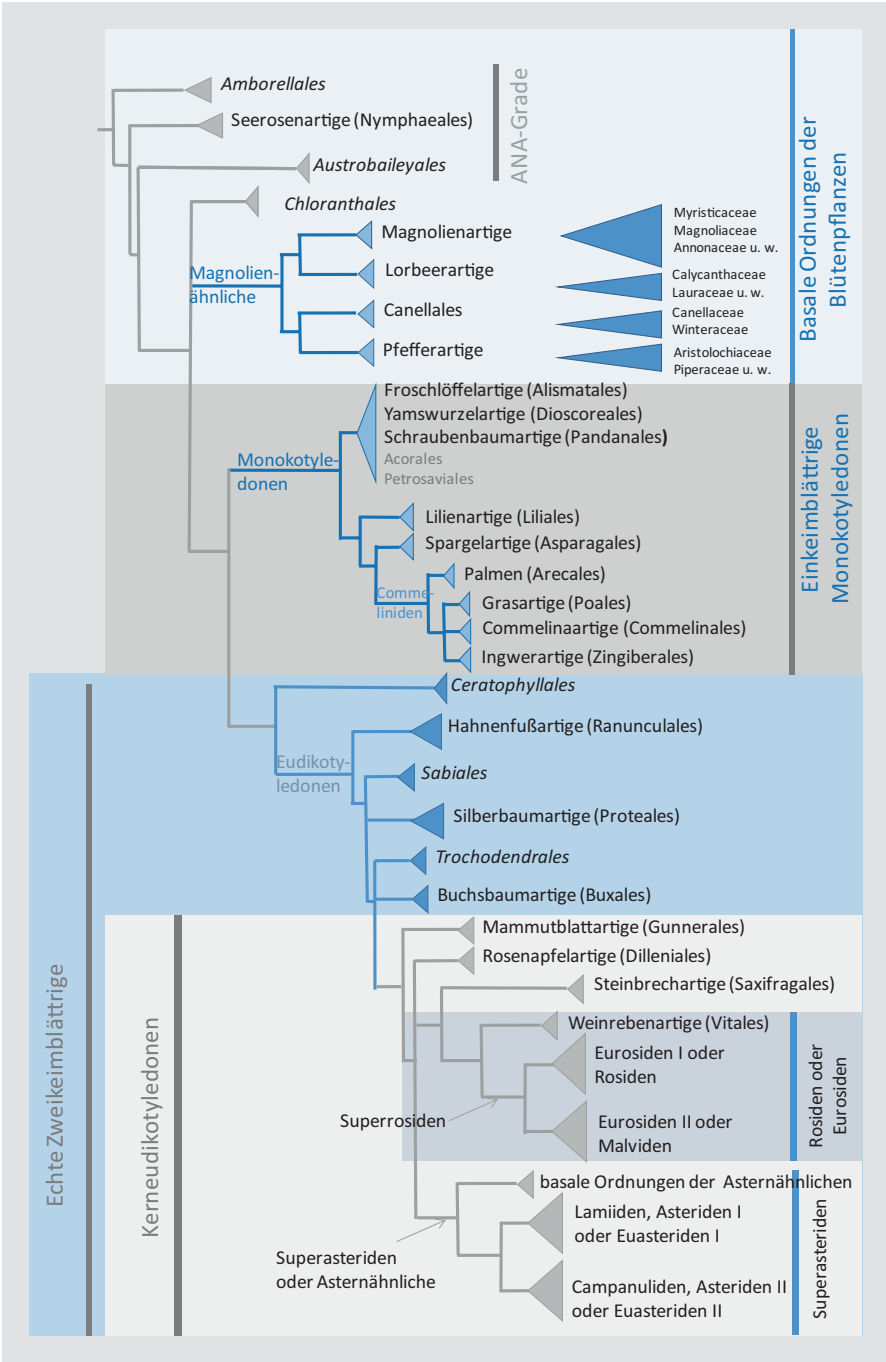 Amborellales
Seerosenartige (Nymphaeales)
Austrobaileyales
ANA-Grade
Chloranthales
Magnolien-
ähnliche
Magnolienartige
Myristicaceae
Magnoliaceae
Annonaceae u. w.
Lorbeerartige
Calycanthaceae
Lauraceae u. w.
Canellales
Canellaceae
Winteraceae
Pfefferartige
Aristolochiaceae
Piperaceae u. w.
Basale Ordnungen der
Blütenpflanzen
Froschlöffelartige (Alismatales)
Yamswurzelartige (Dioscoreales)
Schraubenbaumartige (Pandanales)
Acorales
Petrosaviales
Monokotyle-
donen
Lilienartige (Liliales)
Spargelartige (Asparagales)
Palmen (Arecales)
Comme-
liniden
Grasartige (Poales)
Commelinaartige (Commelinales)
Ingwerartige (Zingiberales)
Einkeimblättrige
Monokotyledonen
Ceratophyllales
Hahnenfußartige (Ranunculales)
Eudikoty-
ledonen
Sabiales
Silberbaumartige (Proteales)
Trochodendrales
Buchsbaumartige (Buxales)
Mammutblattartige (Gunnerales)
Rosenapfelartige (Dilleniales)
Steinbrechartige (Saxifragales)
Weinrebenartige (Vitales)
Eurosiden I oder
Rosiden
Superrosiden
Eurosiden II oder
Malviden
Rosiden oder
Eurosiden
basale Ordnungen der Asternähnlichen
Lamiiden, Asteriden I
oder Euasteriden I
Superasteriden
oder Asternähnliche
Campanuliden, Asteriden II
oder Euasteriden II
Superasteriden
Echte Zweikeimblättrige
Kerneudikotyledonen